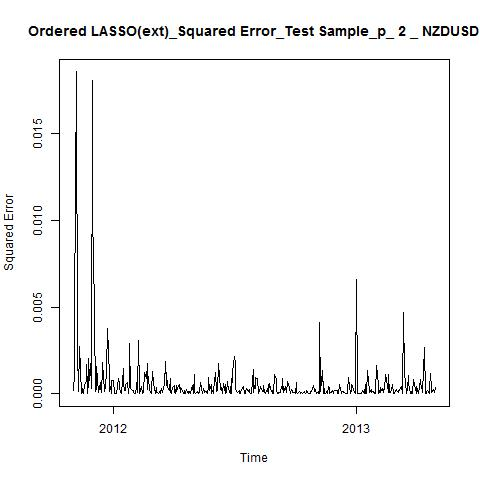 Ordered LASSO(ext)_Squared Error_Test Sample_p_ 2 _ NZDUSD
Squared Error
0.015
0.010
0.005
0.000
2012
2013
Time